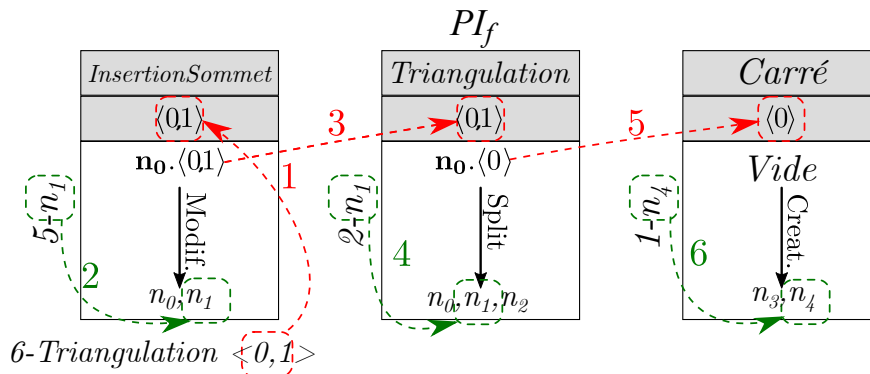 PI_f
InsertionSommet
Triangulation
Carré
⟨0,1⟩
⟨0,1⟩
⟨0⟩
3
5
n₀.⟨0,1⟩
n₀.⟨0⟩
Vide
1
5-n₁
2-n₁
1-n₄
Modif.
Split
Creat.
2
4
6
n₀,n₁
n₀,n₁,n₂
n₃,n₄
6-Triangulation <0,1>